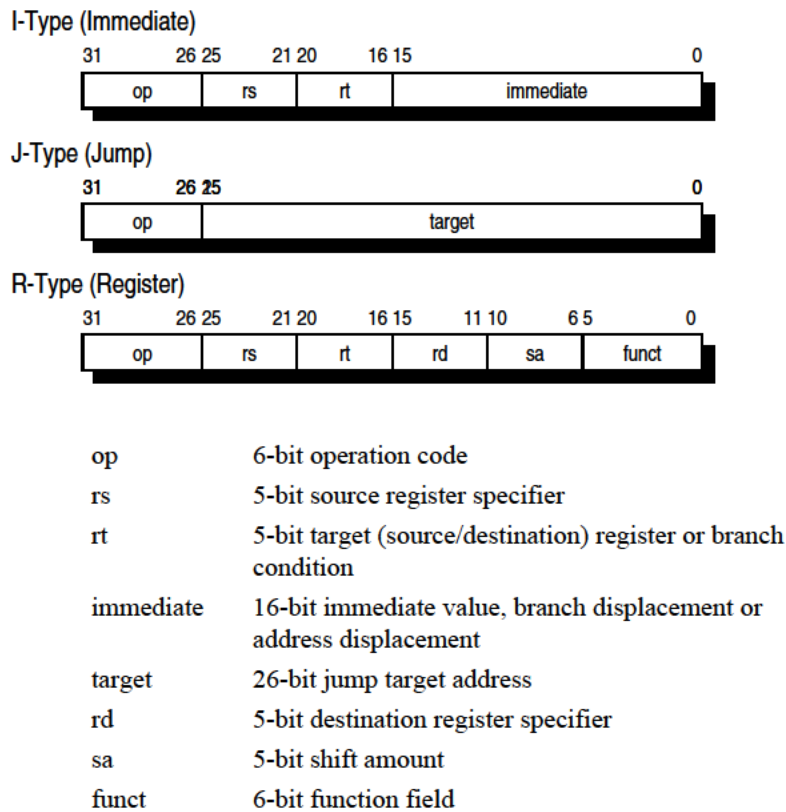 I-Type (Immediate)
31 26 25 21 20 16 15 0
op rs rt immediate
J-Type (Jump)
31 26 25 0
op target
R-Type (Register)
31 26 25 21 20 16 15 11 10 6 5 0
op rs rt rd sa funct
op 6-bit operation code
rs 5-bit source register specifier
rt 5-bit target (source/destination) register or branch
condition
immediate 16-bit immediate value, branch displacement or
address displacement
target 26-bit jump target address
rd 5-bit destination register specifier
sa 5-bit shift amount
funct 6-bit function field